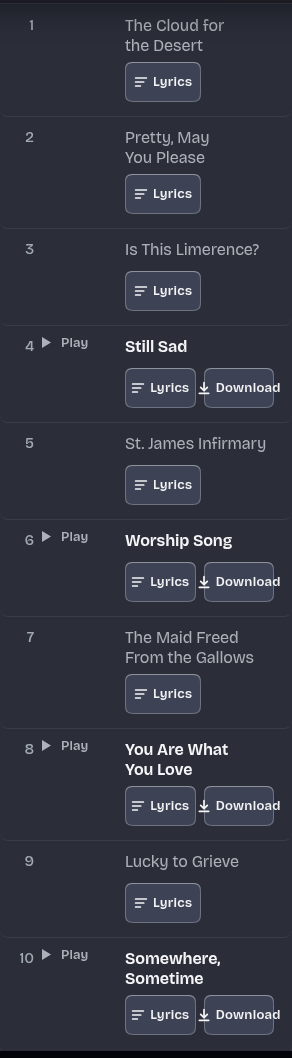 1
The Cloud for
the Desert
Lyrics
2
Pretty, May
You Please
Lyrics
3
Is This Limerence?
Lyrics
4 Play
Still Sad
Lyrics Download
5
St. James Infirmary
Lyrics
6 Play
Worship Song
Lyrics Download
7
The Maid Freed
From the Gallows
Lyrics
8 Play
You Are What
You Love
Lyrics Download
9
Lucky to Grieve
Lyrics
10 Play
Somewhere,
Sometime
Lyrics Download